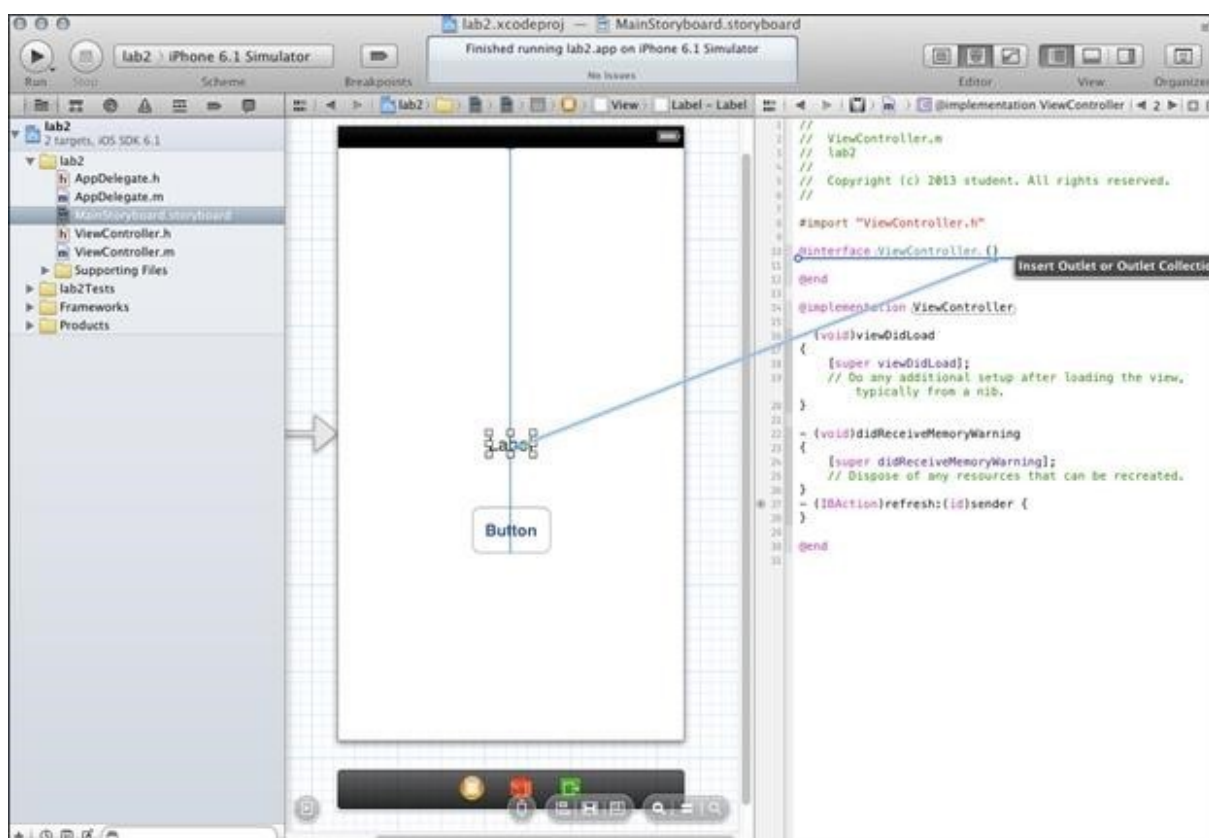 lab2.xcodeproj — MainStoryboard.storyboard
lab2 iPhone 6.1 Simulator
Finished running lab2.app on iPhone 6.1 Simulator
No Issues
Run Stop Scheme Breakpoints Editor View Organizer
lab2 View Label - Label
@implementation ViewController 2
lab2
2 targets, iOS SDK 6.1
lab2
AppDelegate.h
AppDelegate.m
MainStoryboard.storyboard
ViewController.h
ViewController.m
Supporting Files
lab2Tests
Frameworks
Products
Label
Button
//
// ViewController.m
// lab2
//
// Copyright (c) 2013 student. All rights reserved.
//
#import "ViewController.h"
@interface ViewController ()
Insert Outlet or Outlet Collectio
@end
@implementation ViewController
(void)viewDidLoad
{
[super viewDidLoad];
// Do any additional setup after loading the view,
typically from a nib.
}
- (void)didReceiveMemoryWarning
{
[super didReceiveMemoryWarning];
// Dispose of any resources that can be recreated.
}
- (IBAction)refresh:(id)sender {
}
@end